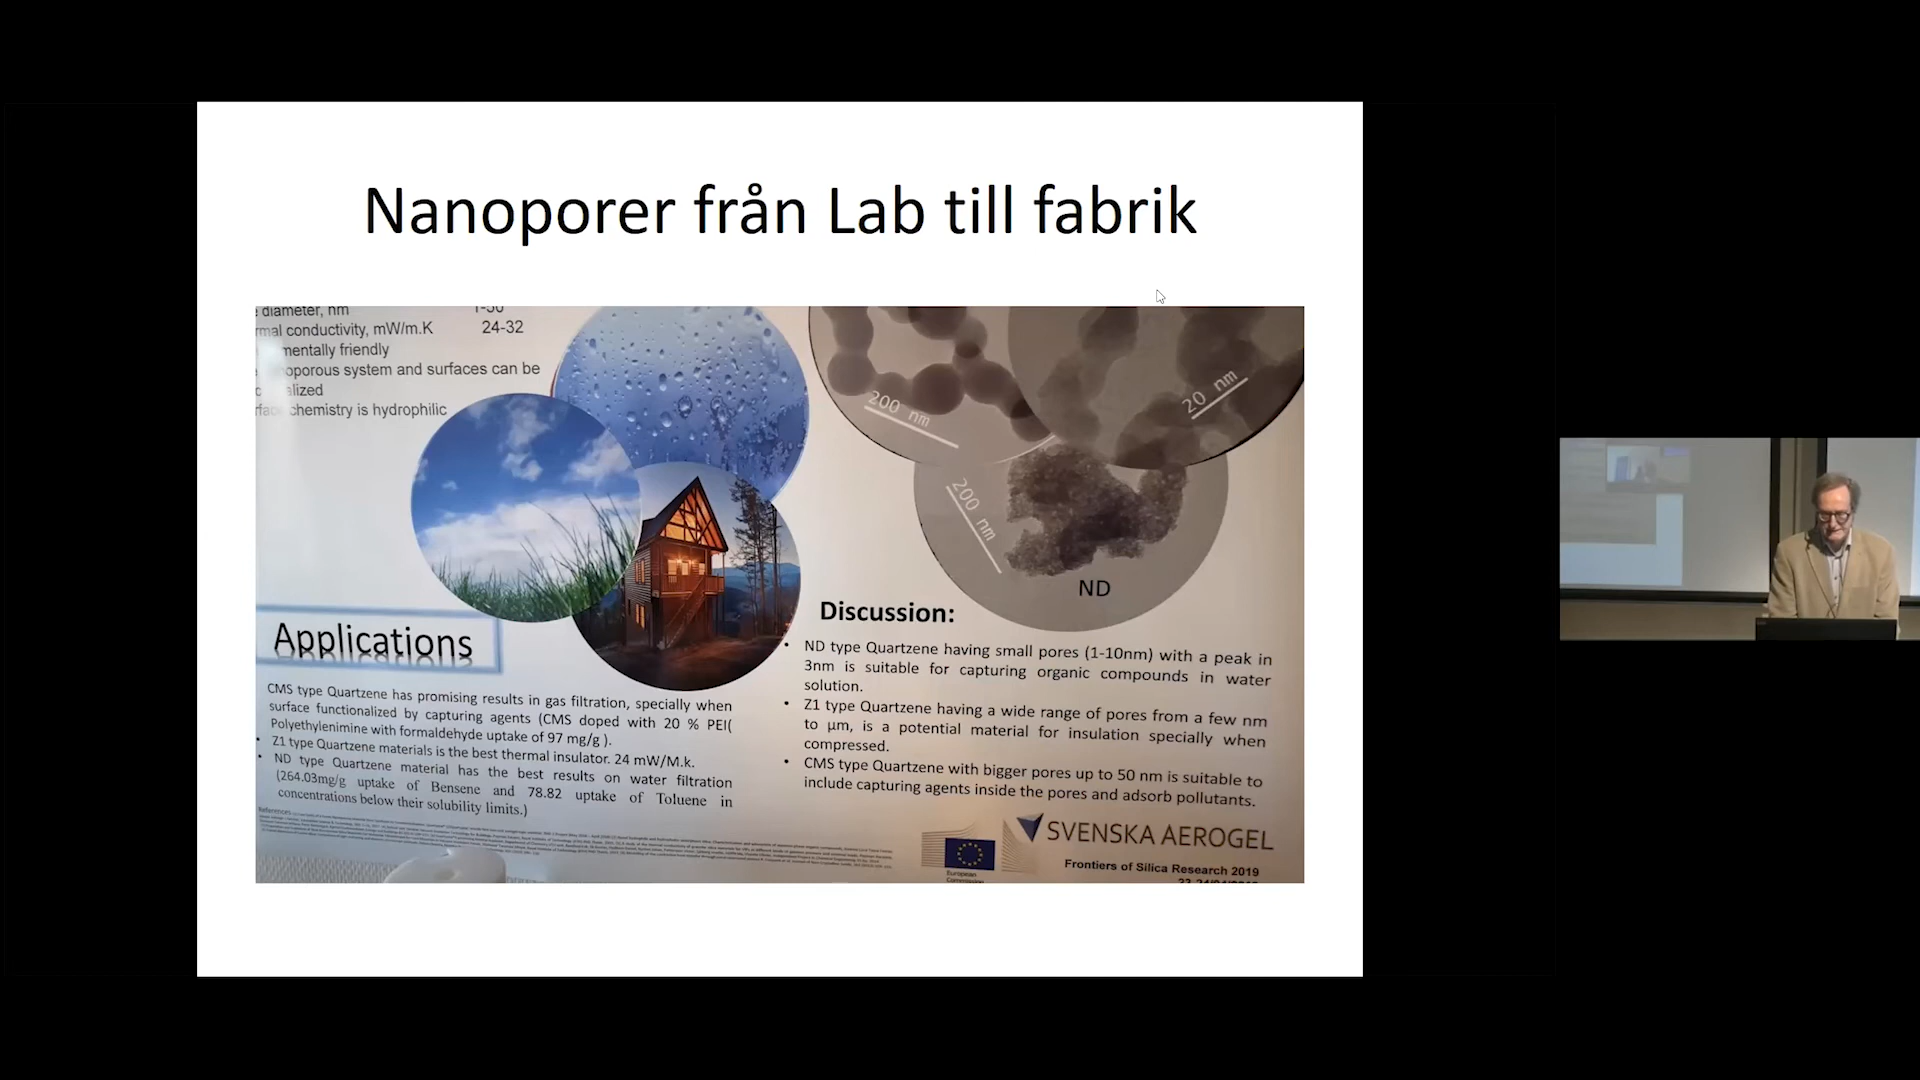 Nanoporer från Lab till fabrik
diameter, nm 1-50
mal conductivity, mW/m.K 24-32
mentally friendly
oporous system and surfaces can be
alized
chemistry is hydrophilic
200 nm
20 nm
200 nm
ND
Applications
CMS type Quartzene has promising results in gas filtration, specially when
surface functionalized by capturing agents (CMS doped with 20 % PEI(
Polyethylenimine with formaldehyde uptake of 97 mg/g ).
• Z1 type Quartzene materials is the best thermal insulator. 24 mW/M.k.
• ND type Quartzene material has the best results on water filtration
(264.03mg/g uptake of Bensene and 78.82 uptake of Toluene in
concentrations below their solubility limits.)
References
Discussion:
• ND type Quartzene having small pores (1-10nm) with a peak in
3nm is suitable for capturing organic compounds in water
solution.
• Z1 type Quartzene having a wide range of pores from a few nm
to µm, is a potential material for insulation specially when
compressed.
• CMS type Quartzene with bigger pores up to 50 nm is suitable to
include capturing agents inside the pores and adsorb pollutants.
European
Commission
SVENSKA AEROGEL
Frontiers of Silica Research 2019